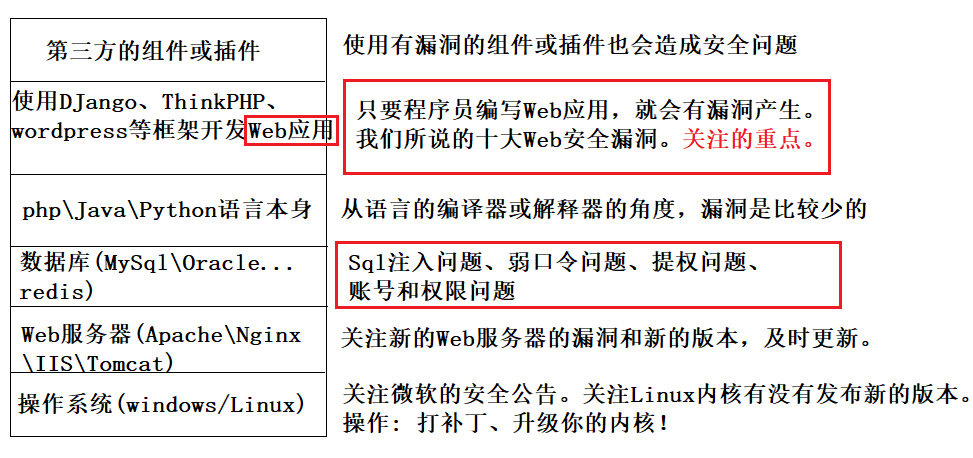 第三方的组件或插件
使用有漏洞的组件或插件也会造成安全问题
使用DJango、ThinkPHP、
wordpress等框架开发Web应用
只要程序员编写Web应用，就会有漏洞产生。
我们所说的十大Web安全漏洞。关注的重点。
php\Java\Python语言本身
从语言的编译器或解释器的角度，漏洞是比较少的
数据库(MySql\Oracle...
redis)
Sql注入问题、弱口令问题、提权问题、
账号和权限问题
Web服务器(Apache\Nginx
\IIS\Tomcat)
关注新的Web服务器的漏洞和新的版本，及时更新。
操作系统(windows/Linux)
关注微软的安全公告。关注Linux内核有没有发布新的版本。
操作: 打补丁、升级你的内核！